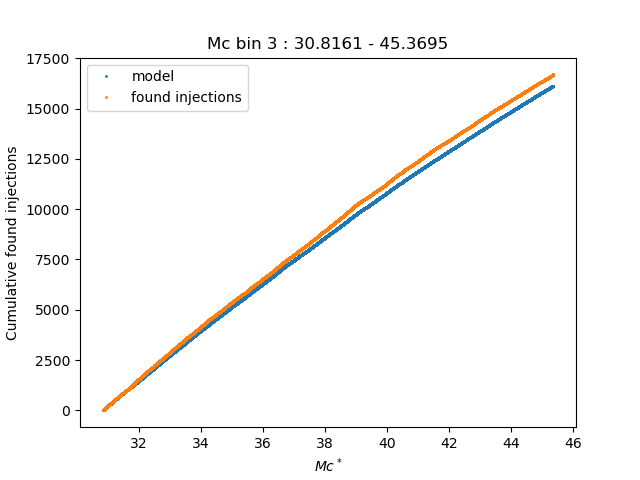 Mc bin 3 : 30.8161 - 45.3695
17500
15000
12500
10000
7500
5000
2500
0
Cumulative found injections
model
found injections
32 34 36 38 40 42 44 46
Mc*